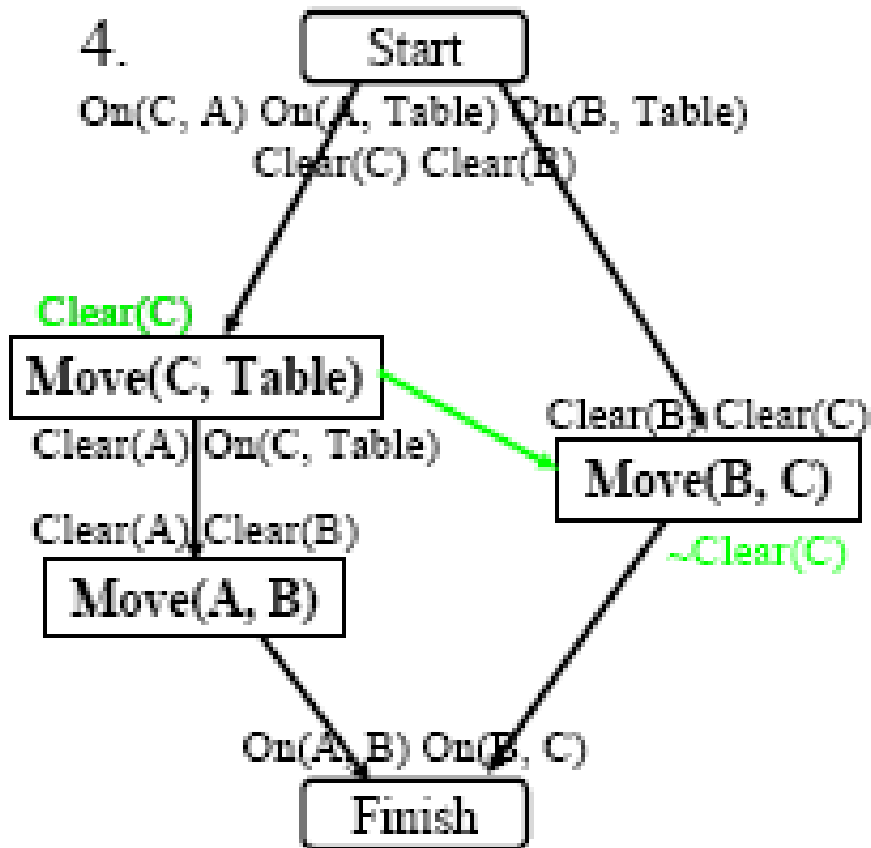 4.
Start
On(C, A) On(A, Table) On(B, Table)
Clear(C) Clear(B)
Clear(C)
Move(C, Table)
Clear(A) On(C, Table)
Clear(B) Clear(C)
Move(B, C)
~Clear(C)
Clear(A) Clear(B)
Move(A, B)
On(A, B) On(B, C)
Finish